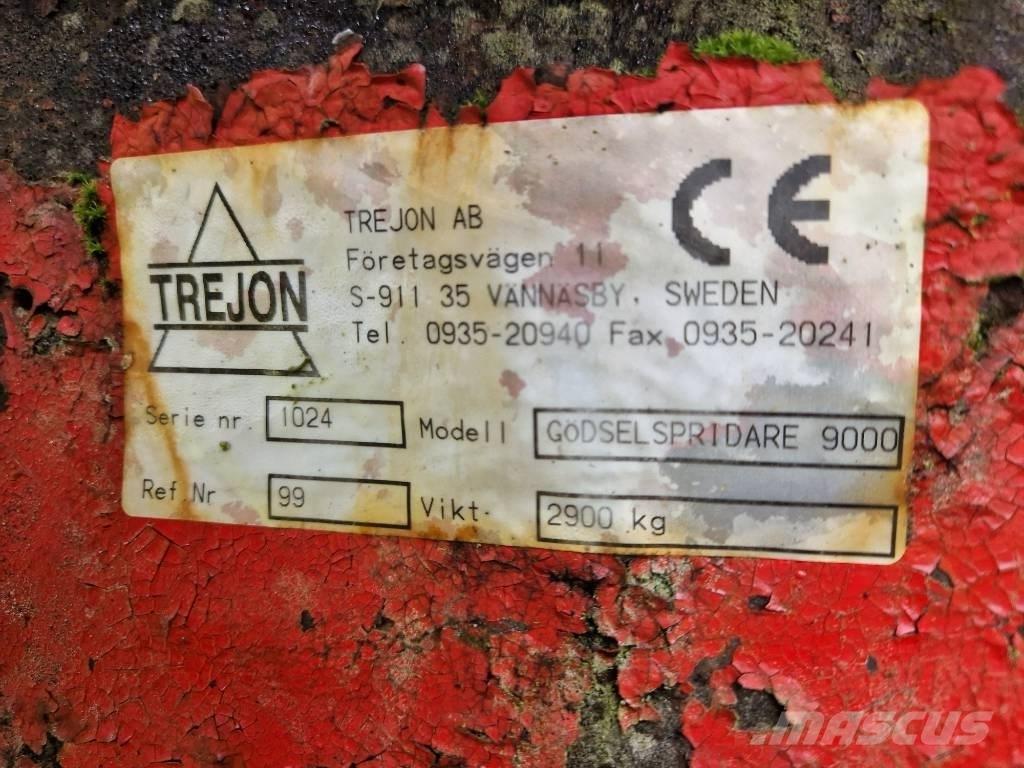 TREJON
TREJON AB
Företagsvägen 11
S-911 35 VÄNNÄSBY, SWEDEN
Tel. 0935-20940 Fax. 0935-20241
CE
Serie nr. 1024 Modell GÖDSELSPRIDARE 9000
Ref.Nr 99 Vikt. 2900 kg
MASCUS